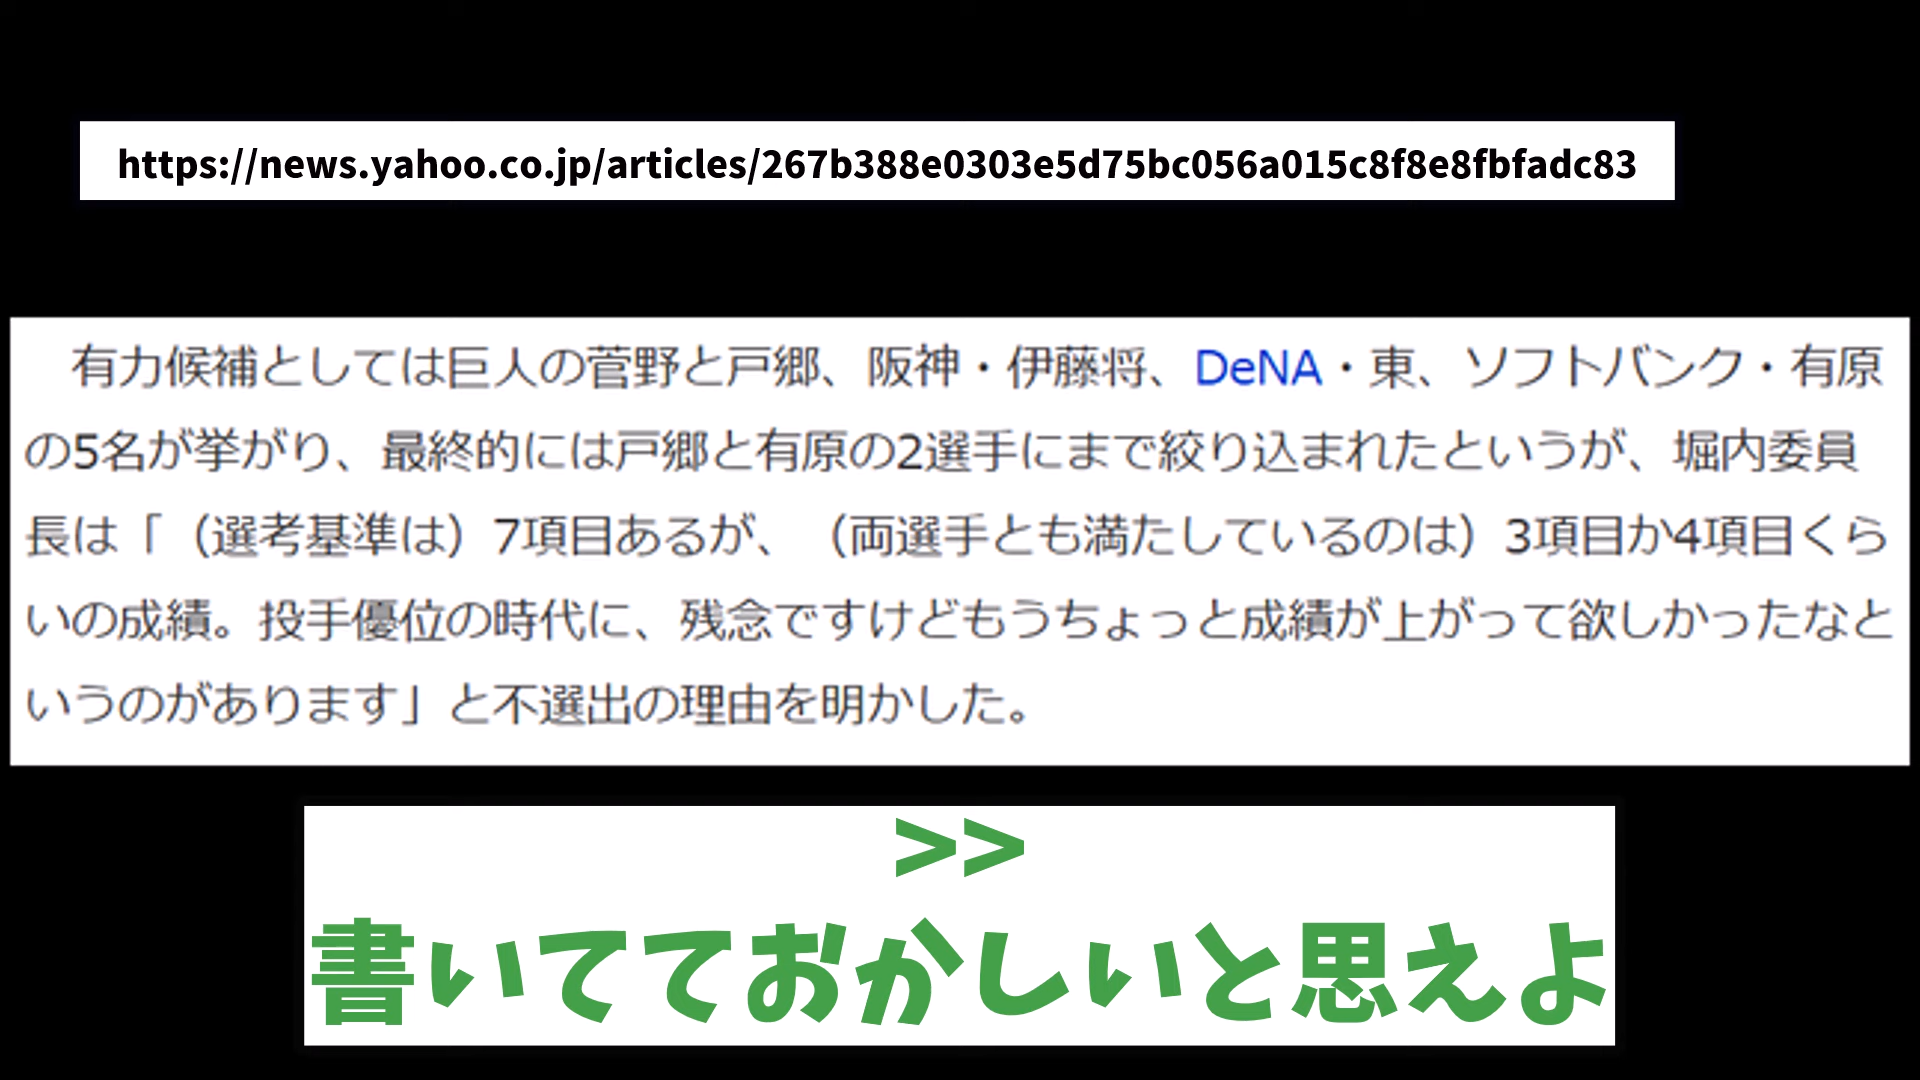 https://news.yahoo.co.jp/articles/267b388e0303e5d75bc056a015c8f8e8fbfadc83
有力候補としては巨人の菅野と戸郷、阪神・伊藤将、DeNA・東、ソフトバンク・有原
の5名が挙がり、最終的には戸郷と有原の2選手にまで絞り込まれたというが、堀内委員
長は「（選考基準は）7項目あるが、（両選手とも満たしているのは）3項目か4項目くら
いの成績。投手優位の時代に、残念ですけどもうちょっと成績が上がって欲しかったなと
いうのがあります」と不選出の理由を明かした。
>>
書いてておかしいと思えよ